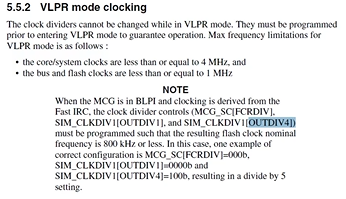 5.5.2 VLPR mode clocking
The clock dividers cannot be changed while in VLPR mode. They must be programmed
prior to entering VLPR mode to guarantee operation. Max frequency limitations for
VLPR mode is as follows :
• the core/system clocks are less than or equal to 4 MHz, and
• the bus and flash clocks are less than or equal to 1 MHz
NOTE
When the MCG is in BLPI and clocking is derived from the
Fast IRC, the clock divider controls (MCG_SC[FCRDIV],
SIM_CLKDIV1[OUTDIV1], and SIM_CLKDIV1[OUTDIV4])
must be programmed such that the resulting flash clock nominal
frequency is 800 kHz or less. In this case, one example of
correct configuration is MCG_SC[FCRDIV]=000b,
SIM_CLKDIV1[OUTDIV1]=0000b and
SIM_CLKDIV1[OUTDIV4]=100b, resulting in a divide by 5
setting.